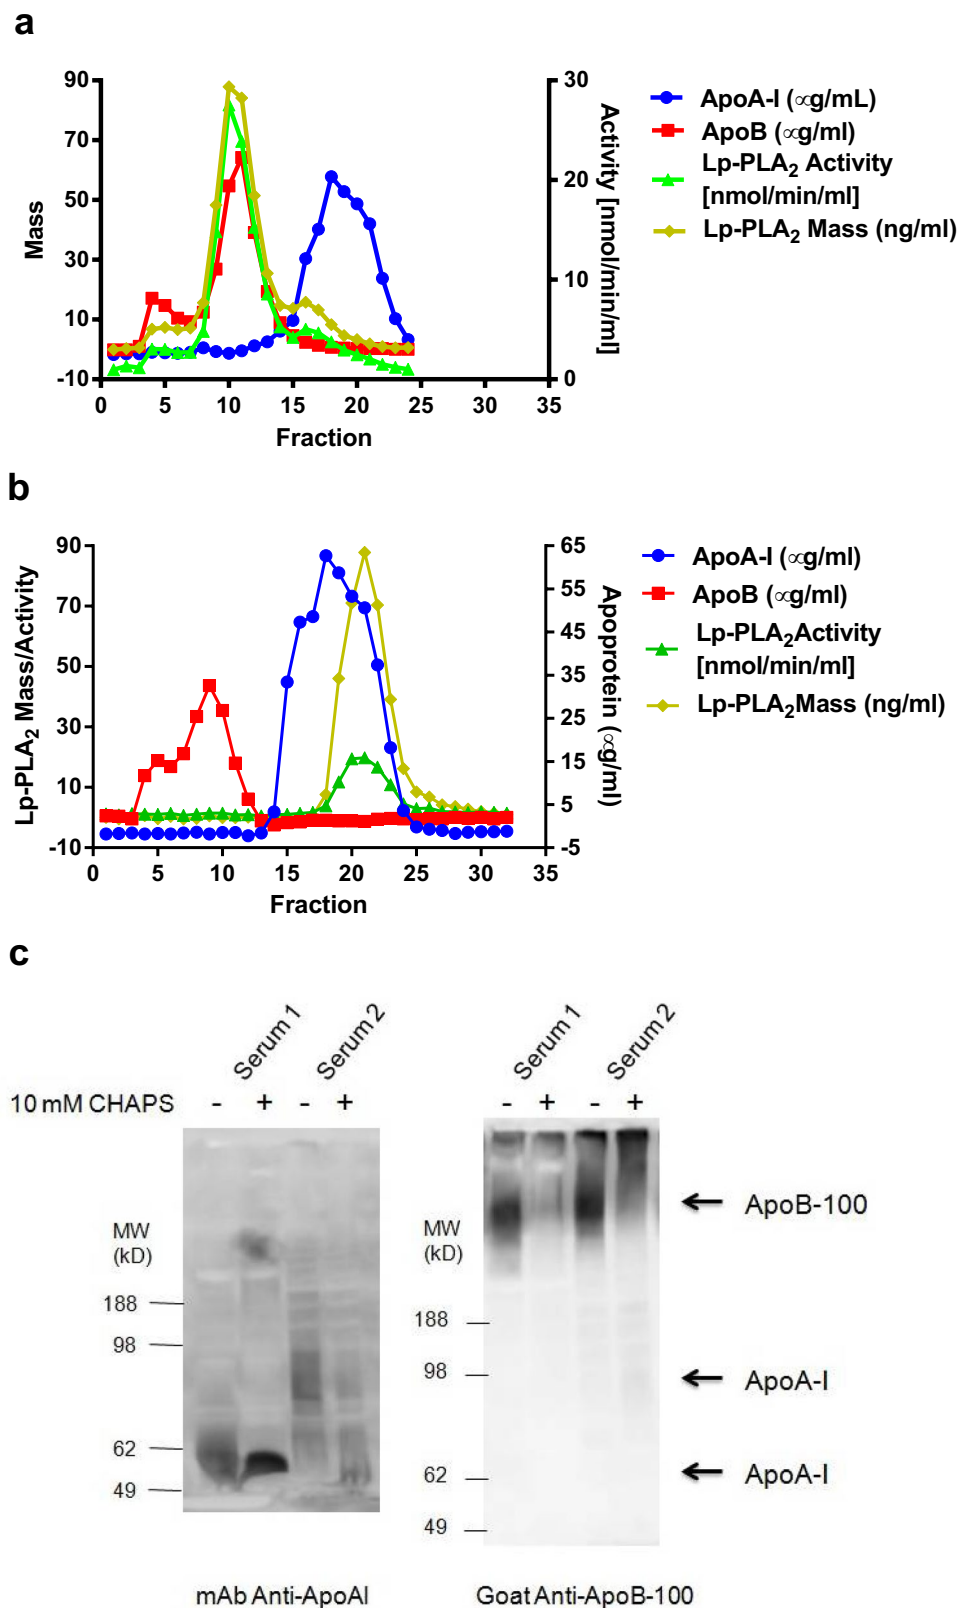 a
90
70
50
30
10
-10
Mass
0 5 10 15 20 25 30 35
Fraction
30
20
10
0
Activity [nmol/min/ml]
ApoA-I (∝g/mL)
ApoB (∝g/ml)
Lp-PLA₂ Activity
[nmol/min/ml]
Lp-PLA₂ Mass (ng/ml)
b
90
70
50
30
10
-10
Lp-PLA₂ Mass/Activity
0 5 10 15 20 25 30 35
Fraction
65
55
45
35
25
15
5
-5
Apoprotein (∝g/ml)
ApoA-I (∝g/ml)
ApoB (∝g/ml)
Lp-PLA₂Activity
[nmol/min/ml]
Lp-PLA₂Mass (ng/ml)
c
Serum 1
Serum 2
10 mM CHAPS - + - +
MW
(kD)
188
98
62
49
mAb Anti-ApoAI
Serum 1
Serum 2
- + - +
MW
(kD)
188
98
62
49
ApoB-100
ApoA-I
ApoA-I
Goat Anti-ApoB-100